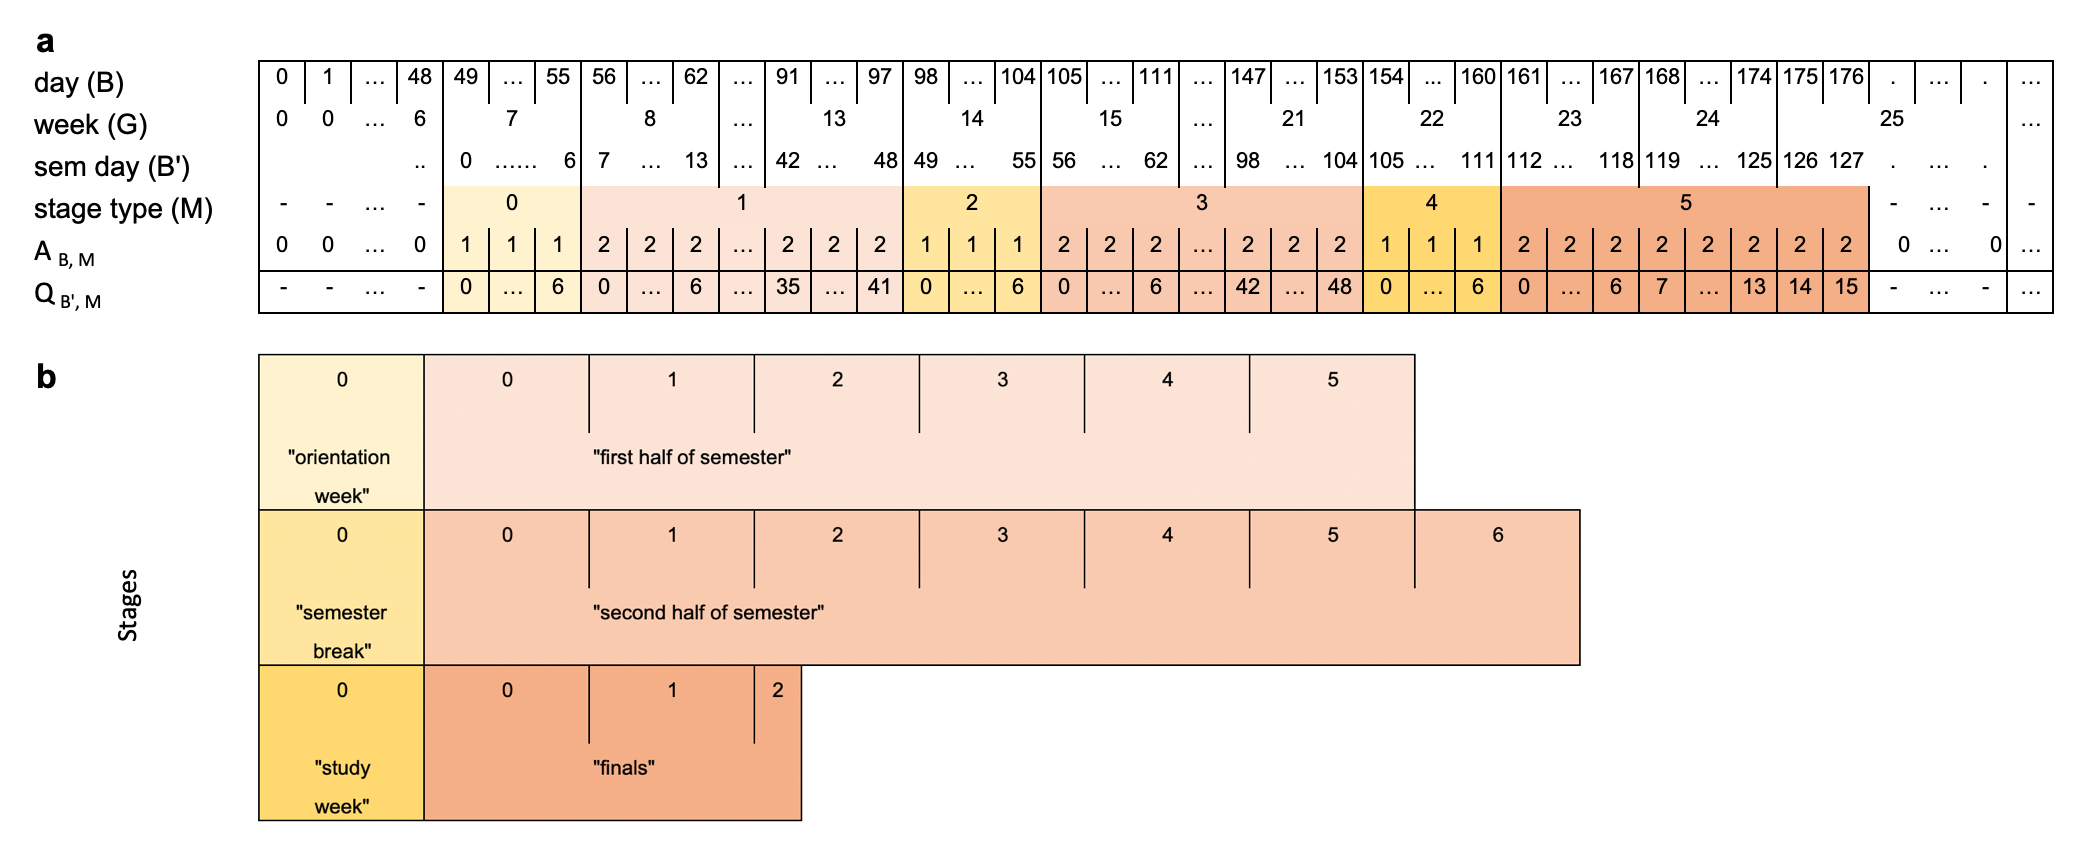 a
day (B) 0 1 ... 48 49 ... 55 56 ... 62 ... 91 ... 97 98 ... 104 105 ... 111 ... 147 ... 153 154 ... 160 161 ... 167 168 ... 174 175 176 . ... . ...
week (G) 0 0 ... 6 7 8 ... 13 14 15 ... 21 22 23 24 25 ...
sem day (B') .. 0 ...... 6 7 ... 13 ... 42 ... 48 49 ... 55 56 ... 62 ... 98 ... 104 105 ... 111 112 ... 118 119 ... 125 126 127 . ... .
stage type (M) - - ... - 0 1 2 3 4 5 - ... - -
A B, M 0 0 ... 0 1 1 1 2 2 2 ... 2 2 2 1 1 1 2 2 2 ... 2 2 2 1 1 1 2 2 2 2 2 2 2 2 0 ... 0 ...
Q B', M - - ... - 0 ... 6 0 ... 6 ... 35 ... 41 0 ... 6 0 ... 6 ... 42 ... 48 0 ... 6 0 ... 6 7 ... 13 14 15 - ... - ...
b
0 0 1 2 3 4 5
"orientation "first half of semester"
week"
0 0 1 2 3 4 5 6
Stages
"semester "second half of semester"
break"
0 0 1 2
"study "finals"
week"